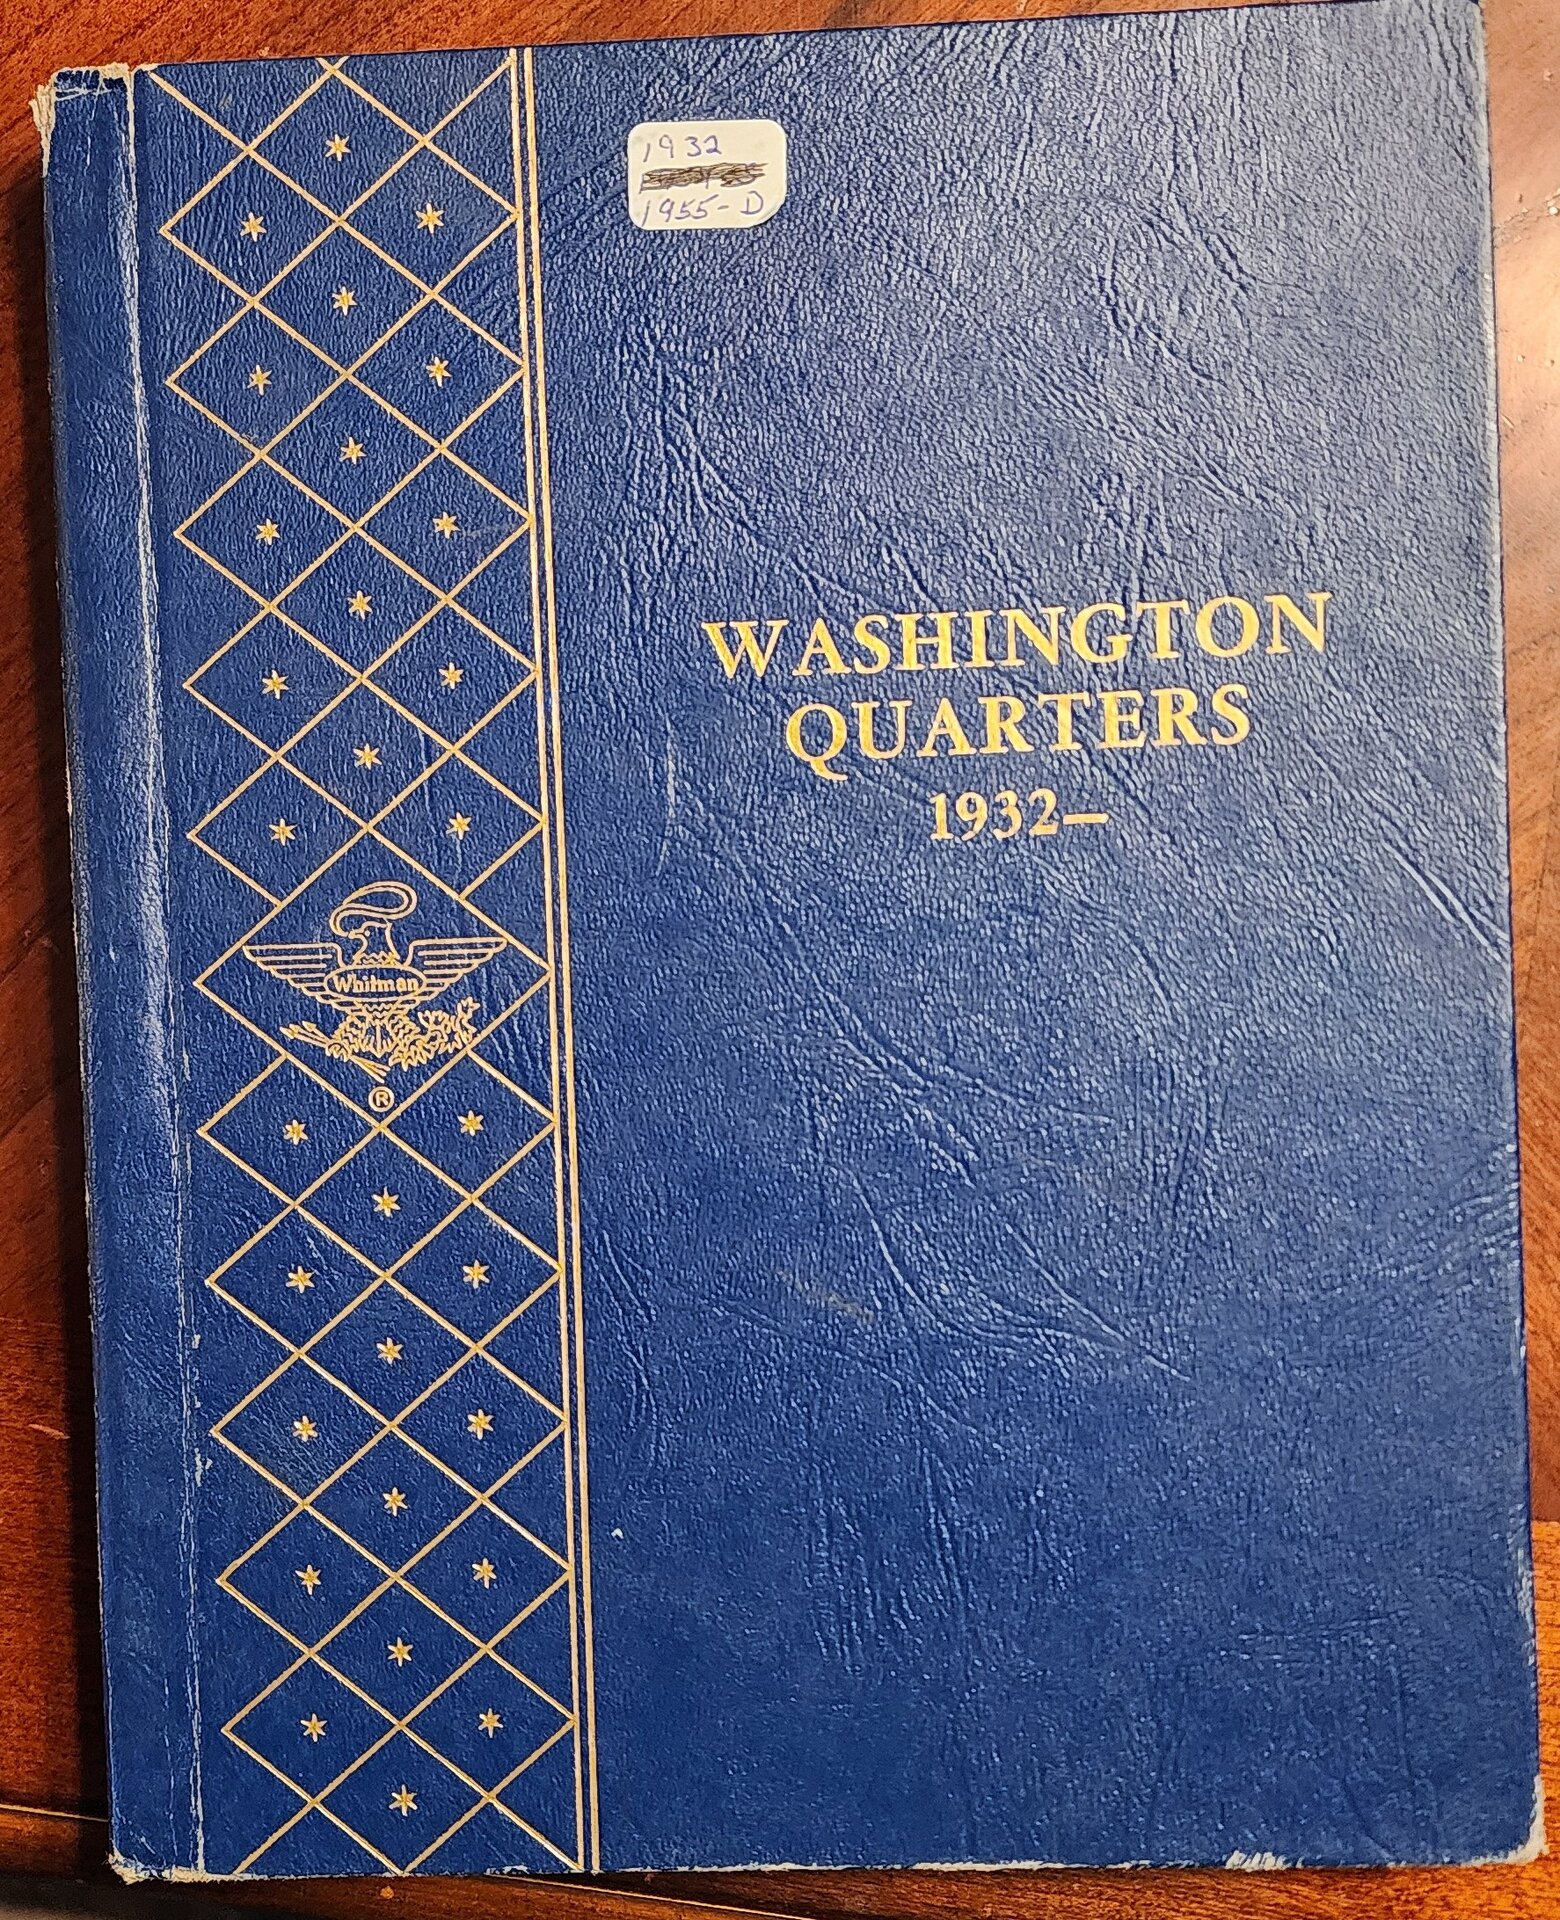 1932
1955-D
WASHINGTON
QUARTERS
1932–
Whitman
®